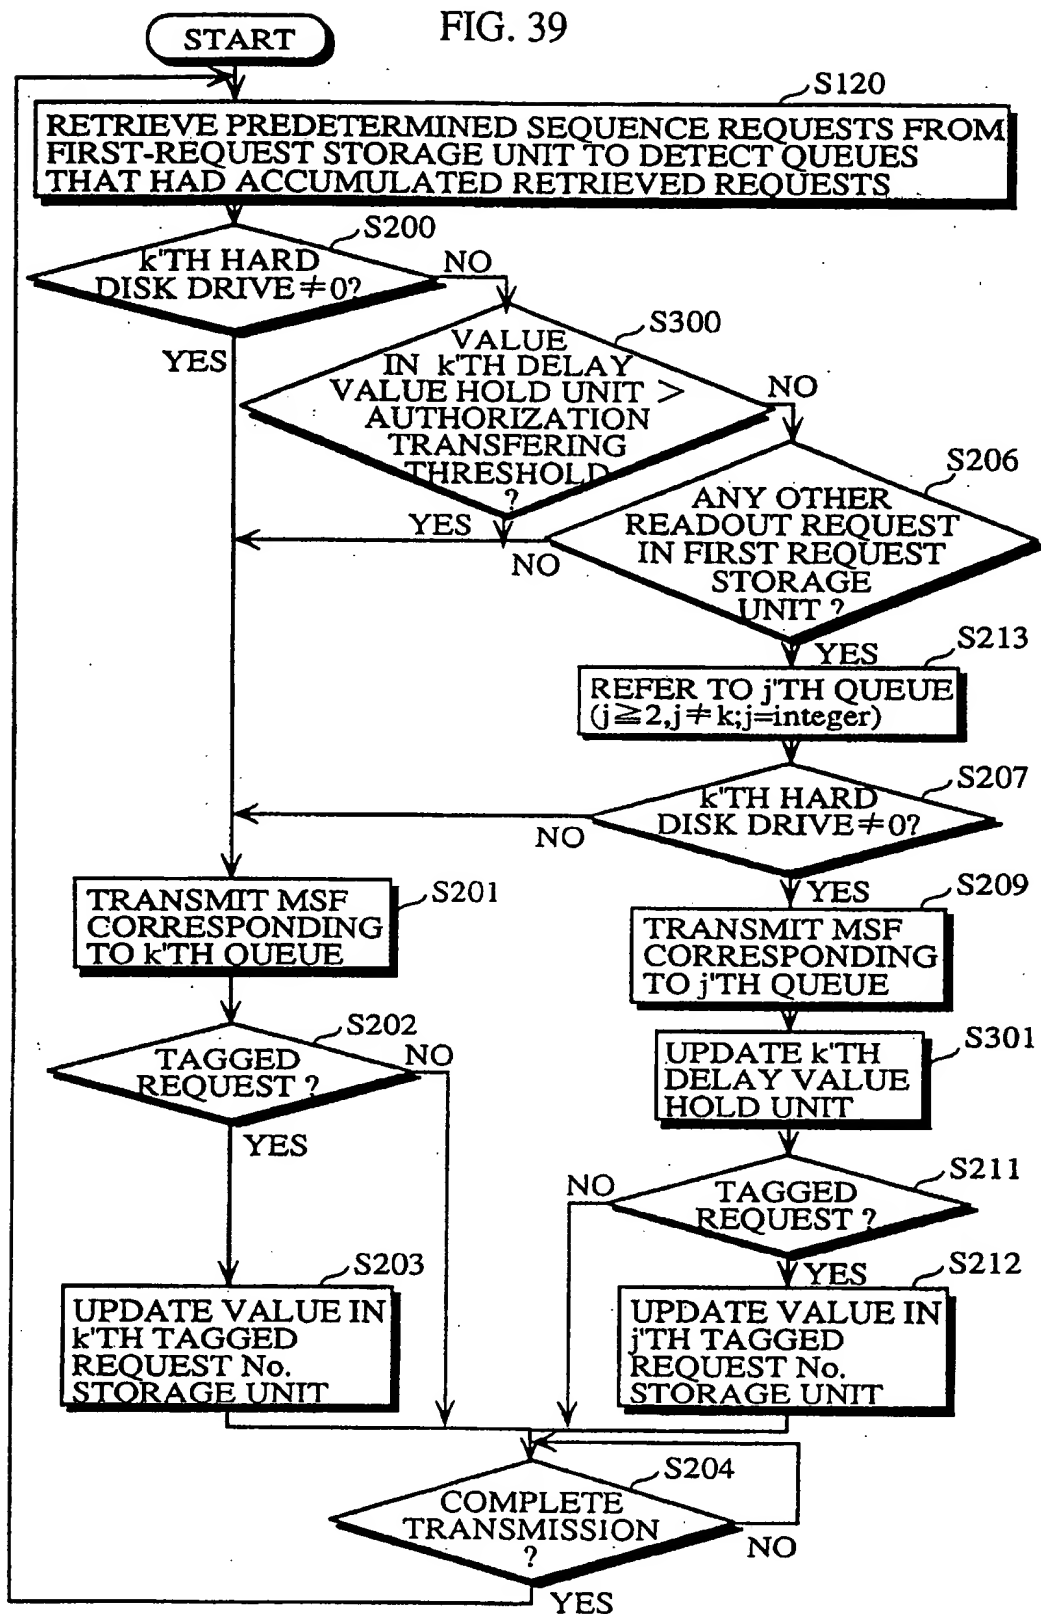 FIG. 39
START
S120
RETRIEVE PREDETERMINED SEQUENCE REQUESTS FROM
FIRST-REQUEST STORAGE UNIT TO DETECT QUEUES
THAT HAD ACCUMULATED RETRIEVED REQUESTS
S200
k'TH HARD
DISK DRIVE≠0?
NO
YES
S300
VALUE
IN k'TH DELAY
VALUE HOLD UNIT >
AUTHORIZATION
TRANSFERING
THRESHOLD
?
NO
YES
S206
ANY OTHER
READOUT REQUEST
IN FIRST REQUEST
STORAGE
UNIT ?
NO
YES
S213
REFER TO j'TH QUEUE
(j≧2,j≠k;j=integer)
S207
k'TH HARD
DISK DRIVE≠0?
NO
YES
S201
TRANSMIT MSF
CORRESPONDING
TO k'TH QUEUE
S209
TRANSMIT MSF
CORRESPONDING
TO j'TH QUEUE
S202
TAGGED
REQUEST ?
NO
YES
S301
UPDATE k'TH
DELAY VALUE
HOLD UNIT
S211
TAGGED
REQUEST ?
NO
YES
S203
UPDATE VALUE IN
k'TH TAGGED
REQUEST No.
STORAGE UNIT
S212
UPDATE VALUE IN
j'TH TAGGED
REQUEST No.
STORAGE UNIT
S204
COMPLETE
TRANSMISSION
?
NO
YES